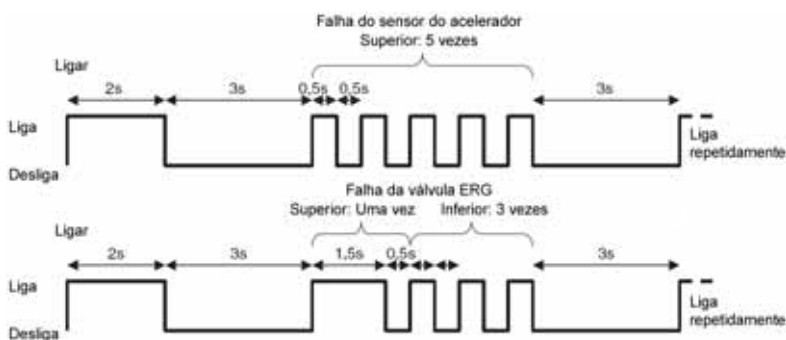 Falha do sensor do acelerador
Superior: 5 vezes
Ligar
2s 3s 0,5s 0,5s 3s
Liga
Desliga
Liga
repetidamente
Falha da válvula ERG
Superior: Uma vez Inferior: 3 vezes
Ligar
2s 3s 1,5s 0,5s 3s
Liga
Desliga
Liga
repetidamente